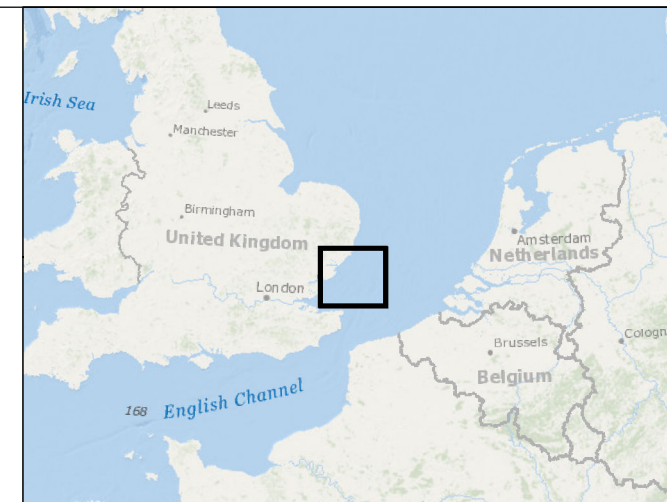 Irish Sea
Leeds
Manchester
Birmingham
United Kingdom
Amsterdam
Netherlands
London
Brussels
Cologn
Belgium
English Channel
168